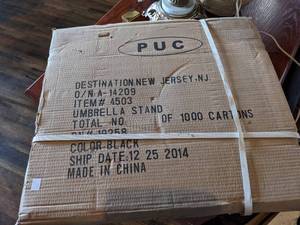 PUC
DESTINATION:NEW JERSEY,NJ
O/N:A-14209
ITEM# 4503
UMBRELLA STAND
TOTAL NO. OF 1000 CARTONS
COLOR:BLACK
SHIP DATE:12 25 2014
MADE IN CHINA